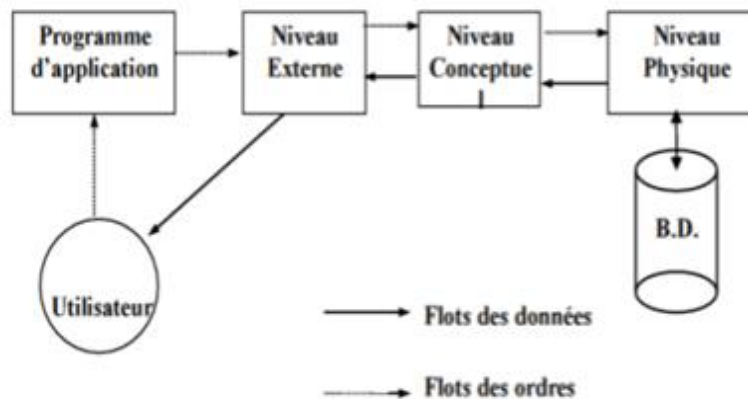 Programme
d'application
Niveau
Externe
Niveau
Conceptue
l
Niveau
Physique
B.D.
Utilisateur
Flots des données
Flots des ordres